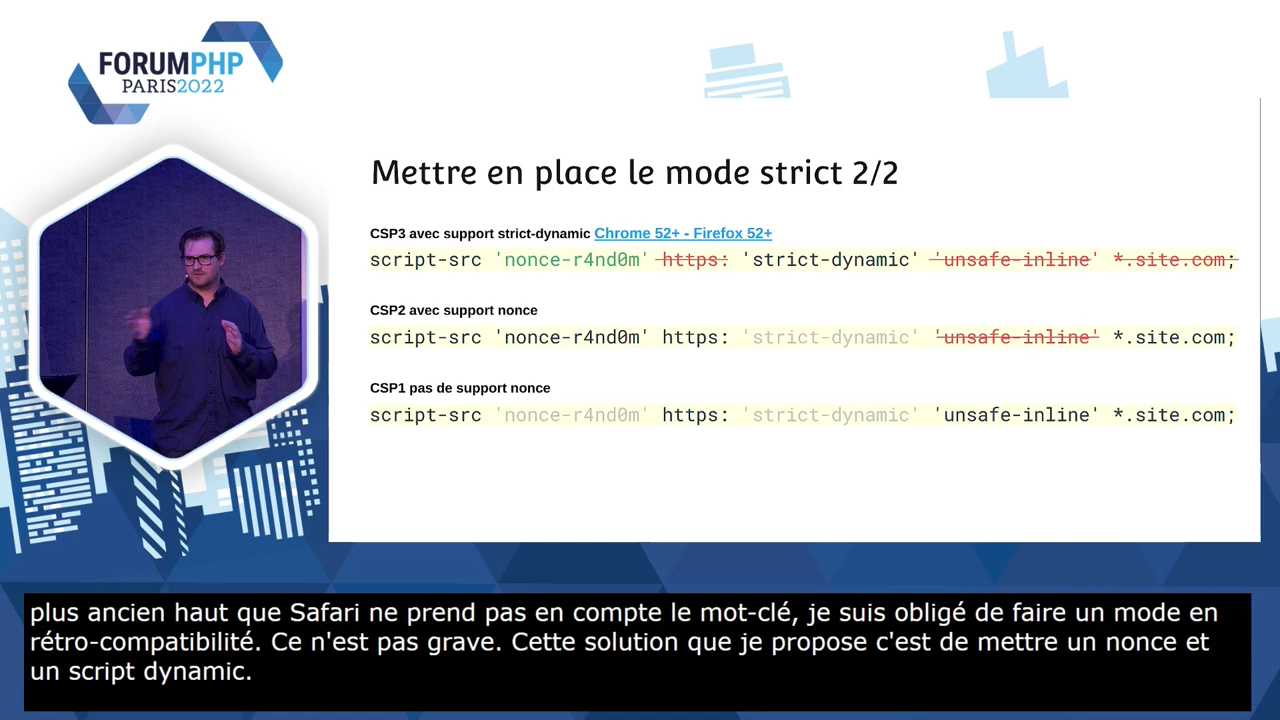 FORUMPHP
PARIS2022
Mettre en place le mode strict 2/2
CSP3 avec support strict-dynamic Chrome 52+ - Firefox 52+
script-src 'nonce-r4nd0m' https: 'strict-dynamic' 'unsafe-inline' *.site.com;
CSP2 avec support nonce
script-src 'nonce-r4nd0m' https: 'strict-dynamic' 'unsafe-inline' *.site.com;
CSP1 pas de support nonce
script-src 'nonce-r4nd0m' https: 'strict-dynamic' 'unsafe-inline' *.site.com;
plus ancien haut que Safari ne prend pas en compte le mot-clé, je suis obligé de faire un mode en
rétro-compatibilité. Ce n'est pas grave. Cette solution que je propose c'est de mettre un nonce et
un script dynamic.